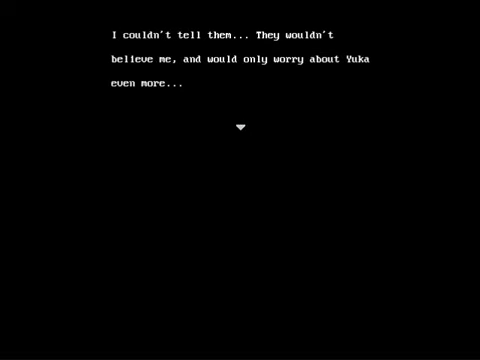 I couldn't tell them... They wouldn't
believe me, and would only worry about Yuka
even more...